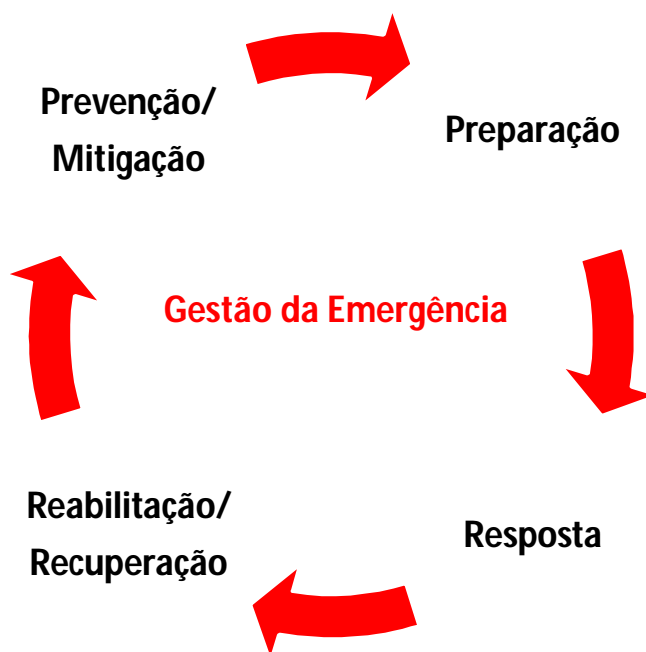 Prevenção/
Mitigação
Preparação
Gestão da Emergência
Reabilitação/
Recuperação
Resposta